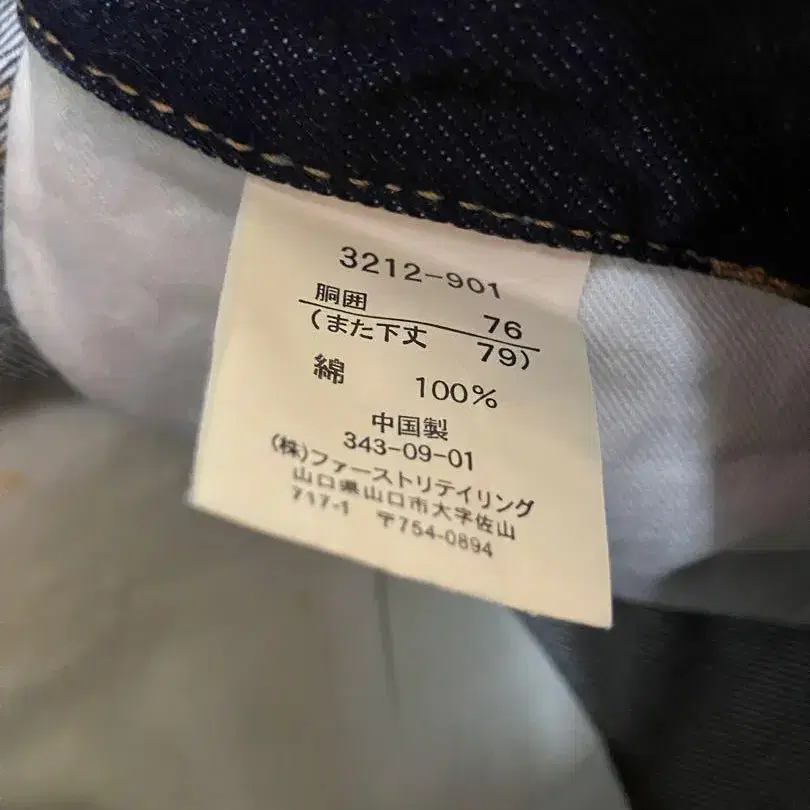 3212-901
胴囲 76
(また下丈 79)
綿 100%
中国製
343-09-01
(株)ファーストリテイリング
山口県山口市大字佐山
717-1 〒754-0894